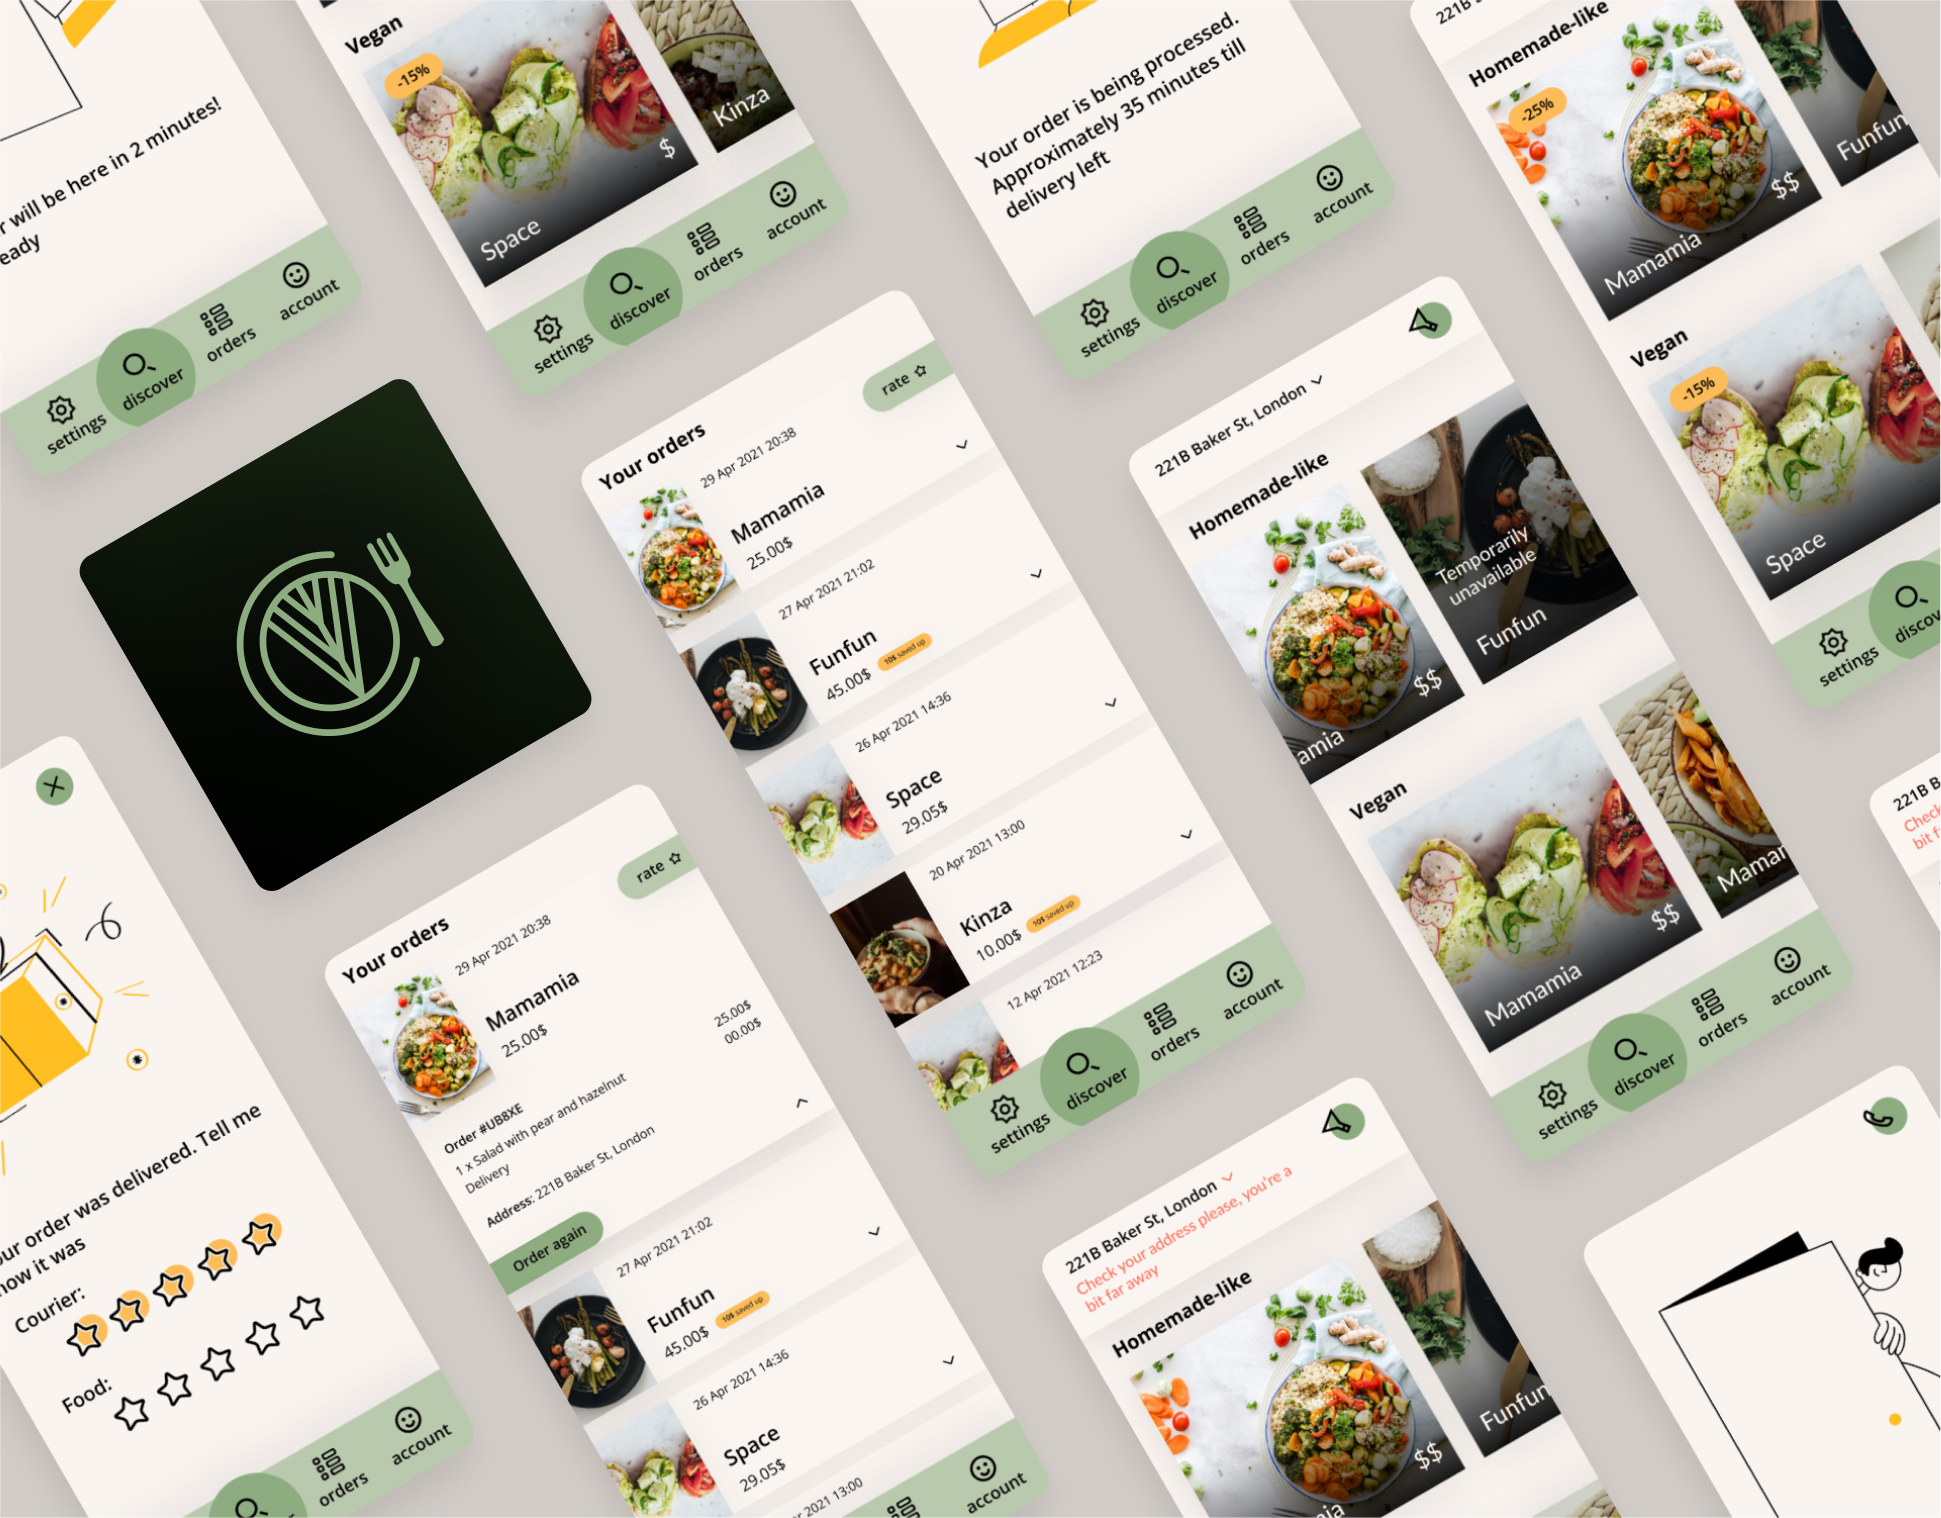 r will be here in 2 minutes!
eady
settings
discover
orders
account
Vegan
-15%
Space
$
Kinza
settings
discover
orders
account
Your order is being processed.
Approximately 35 minutes till
delivery left
settings
discover
orders
account
221B
Homemade-like
-25%
Mamamia
$$
Funfun
Vegan
-15%
Space
settings
discov
Your orders
rate
29 Apr 2021 20:38
Mamamia
25.00$
27 Apr 2021 21:02
Funfun
45.00$
10$ saved up
26 Apr 2021 14:36
Space
29.05$
20 Apr 2021 13:00
Kinza
10.00$
10$ saved up
12 Apr 2021 12:23
settings
discover
orders
account
221B Baker St, London
Homemade-like
amia
$$
Temporarily
unavailable
Funfun
Vegan
Mamamia
$$
Mamam
settings
discover
orders
account
221B B
Check
bit f
our order was delivered. Tell me
how it was
Courier:
Food:
orders
account
Your orders
rate
29 Apr 2021 20:38
Mamamia
25.00$
Order #UB8XE
1 x Salad with pear and hazelnut
25.00$
Delivery
00.00$
Address: 221B Baker St, London
Order again
27 Apr 2021 21:02
Funfun
45.00$
10$ saved up
26 Apr 2021 14:36
Space
29.05$
r 2021 13:00
account
221B Baker St, London
Check your address please, you're a
bit far away
Homemade-like
$$
Funfun